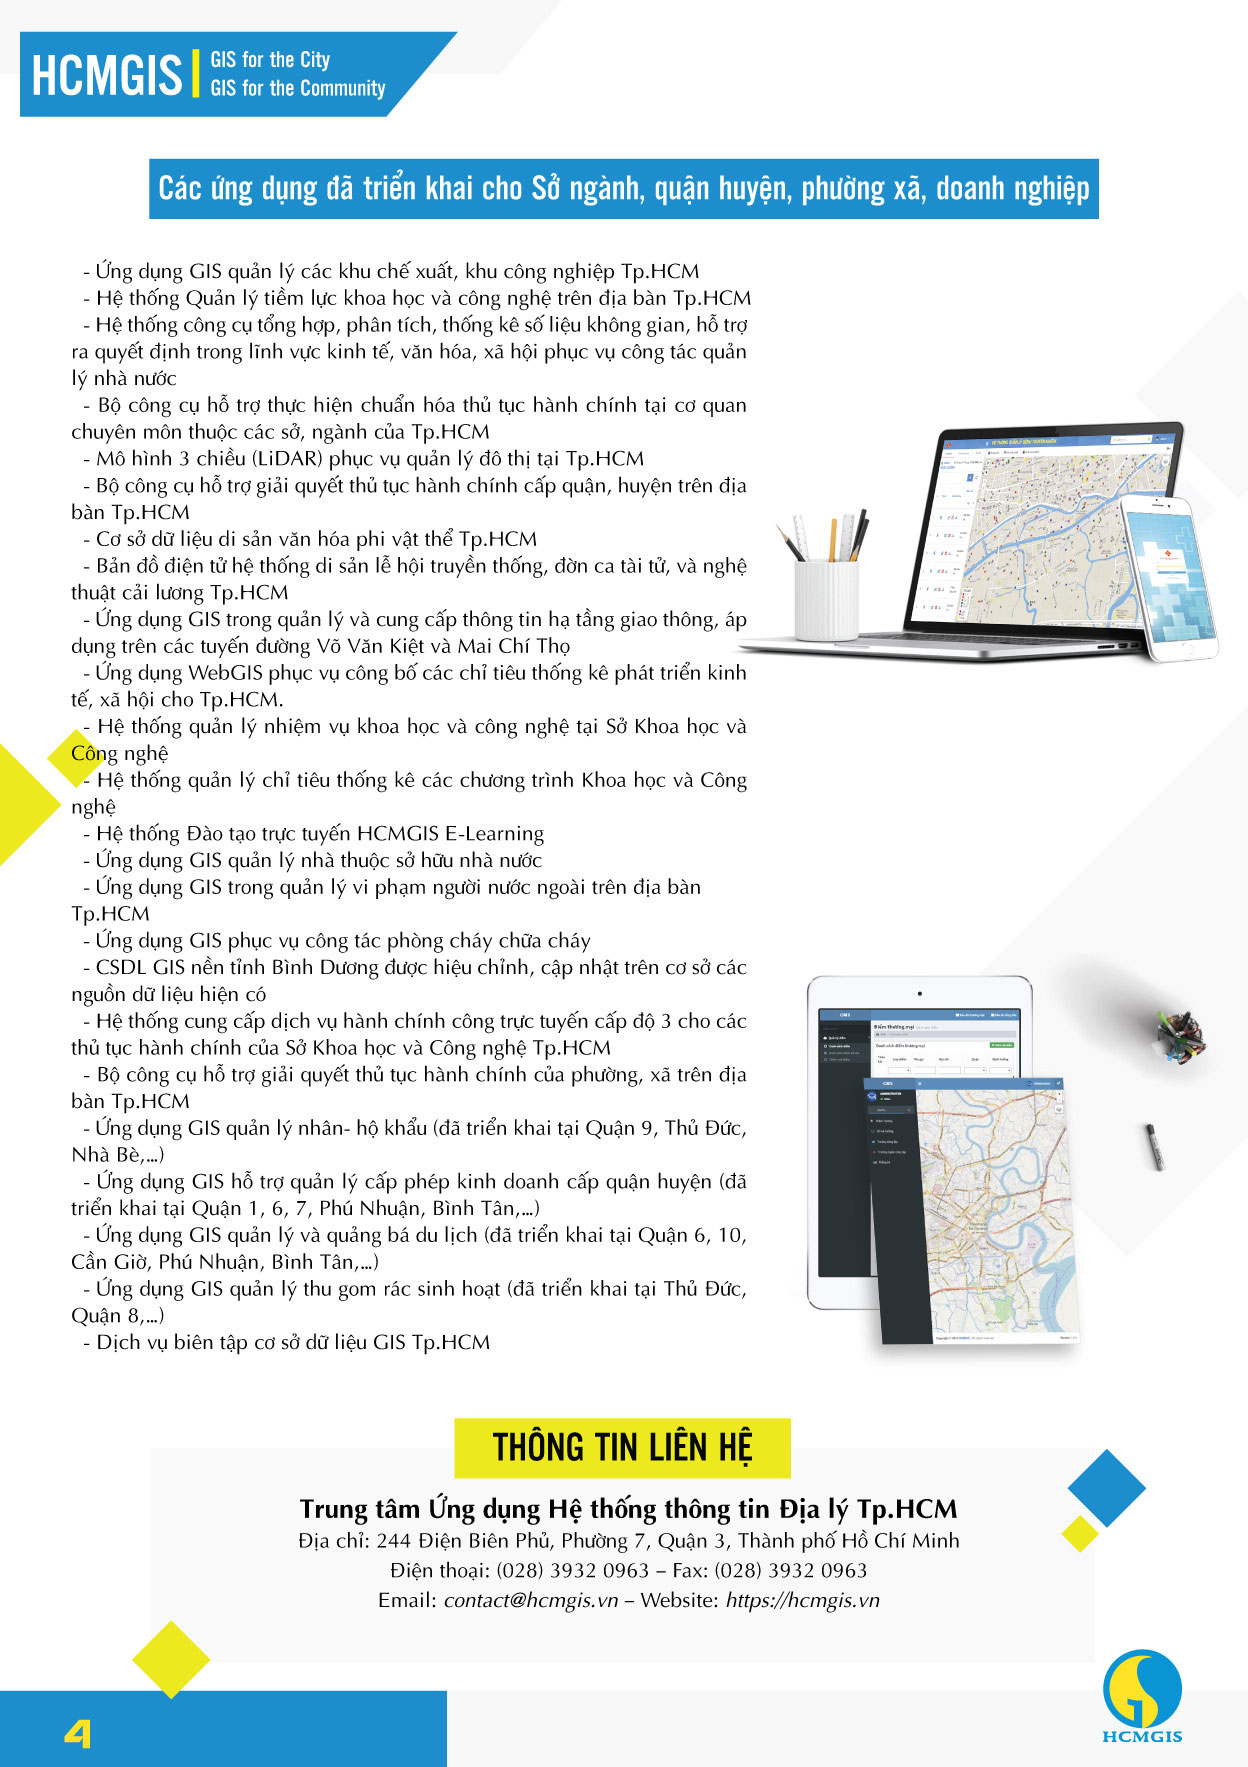 HCMGIS
GIS for the City
GIS for the Community
Các ứng dụng đã triển khai cho Sở ngành, quận huyện, phường xã, doanh nghiệp
- Ứng dụng GIS quản lý các khu chế xuất, khu công nghiệp Tp.HCM
- Hệ thống Quản lý tiềm lực khoa học và công nghệ trên địa bàn Tp.HCM
- Hệ thống công cụ tổng hợp, phân tích, thống kê số liệu không gian, hỗ trợ
ra quyết định trong lĩnh vực kinh tế, văn hóa, xã hội phục vụ công tác quản
lý nhà nước
- Bộ công cụ hỗ trợ thực hiện chuẩn hóa thủ tục hành chính tại cơ quan
chuyên môn thuộc các sở, ngành của Tp.HCM
- Mô hình 3 chiều (LiDAR) phục vụ quản lý đô thị tại Tp.HCM
- Bộ công cụ hỗ trợ giải quyết thủ tục hành chính cấp quận, huyện trên địa
bàn Tp.HCM
- Cơ sở dữ liệu di sản văn hóa phi vật thể Tp.HCM
- Bản đồ điện tử hệ thống di sản lễ hội truyền thống, đờn ca tài tử, và nghệ
thuật cải lương Tp.HCM
- Ứng dụng GIS trong quản lý và cung cấp thông tin hạ tầng giao thông, áp
dụng trên các tuyến đường Võ Văn Kiệt và Mai Chí Thọ
- Ứng dụng WebGIS phục vụ công bố các chỉ tiêu thống kê phát triển kinh
tế, xã hội cho Tp.HCM.
- Hệ thống quản lý nhiệm vụ khoa học và công nghệ tại Sở Khoa học và
Công nghệ
- Hệ thống quản lý chỉ tiêu thống kê các chương trình Khoa học và Công
nghệ
- Hệ thống Đào tạo trực tuyến HCMGIS E-Learning
- Ứng dụng GIS quản lý nhà thuộc sở hữu nhà nước
- Ứng dụng GIS trong quản lý vi phạm người nước ngoài trên địa bàn
Tp.HCM
- Ứng dụng GIS phục vụ công tác phòng cháy chữa cháy
- CSDL GIS nền tỉnh Bình Dương được hiệu chỉnh, cập nhật trên cơ sở các
nguồn dữ liệu hiện có
- Hệ thống cung cấp dịch vụ hành chính công trực tuyến cấp độ 3 cho các
thủ tục hành chính của Sở Khoa học và Công nghệ Tp.HCM
- Bộ công cụ hỗ trợ giải quyết thủ tục hành chính của phường, xã trên địa
bàn Tp.HCM
- Ứng dụng GIS quản lý nhân- hộ khẩu (đã triển khai tại Quận 9, Thủ Đức,
Nhà Bè,...)
- Ứng dụng GIS hỗ trợ quản lý cấp phép kinh doanh cấp quận huyện (đã
triển khai tại Quận 1, 6, 7, Phú Nhuận, Bình Tân,...)
- Ứng dụng GIS quản lý và quảng bá du lịch (đã triển khai tại Quận 6, 10,
Cần Giờ, Phú Nhuận, Bình Tân,...)
- Ứng dụng GIS quản lý thu gom rác sinh hoạt (đã triển khai tại Thủ Đức,
Quận 8,...)
- Dịch vụ biên tập cơ sở dữ liệu GIS Tp.HCM
Điểm thương mại
THÔNG TIN LIÊN HỆ
Trung tâm Ứng dụng Hệ thống thông tin Địa lý Tp.HCM
Địa chỉ: 244 Điện Biên Phủ, Phường 7, Quận 3, Thành phố Hồ Chí Minh
Điện thoại: (028) 3932 0963 – Fax: (028) 3932 0963
Email: contact@hcmgis.vn – Website: https://hcmgis.vn
HCMGIS
4